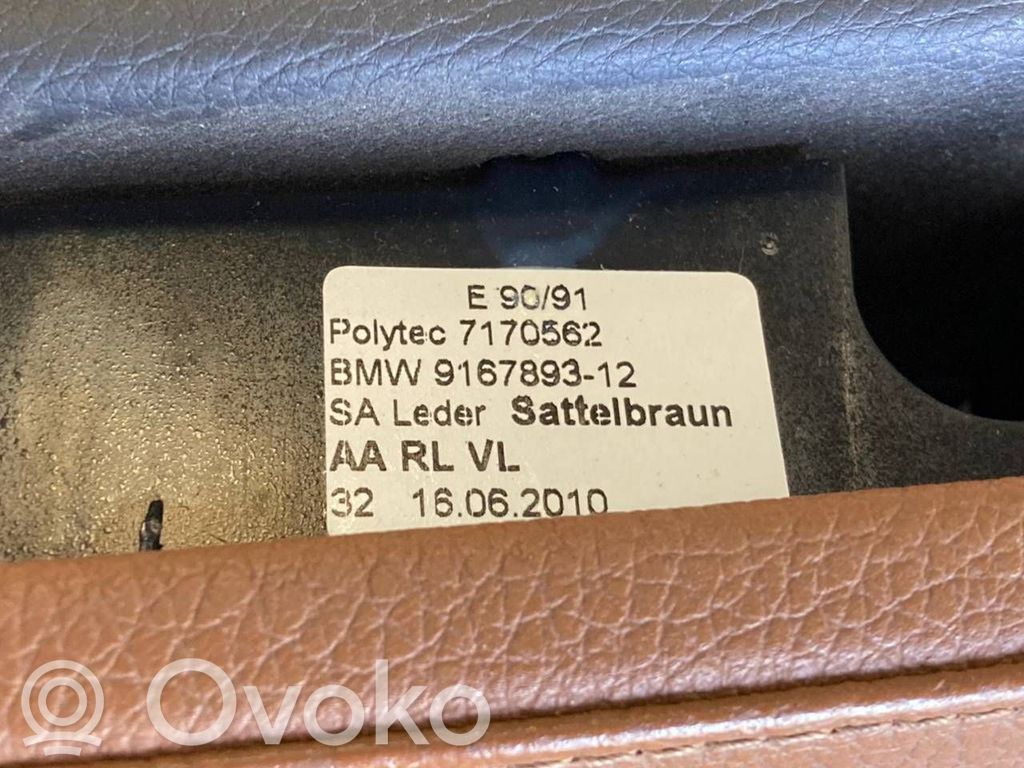 E 90/91
Polytec 7170562
BMW 9167893-12
SA Leder Sattelbraun
AA RL VL
32 16.06.2010
Ovoko